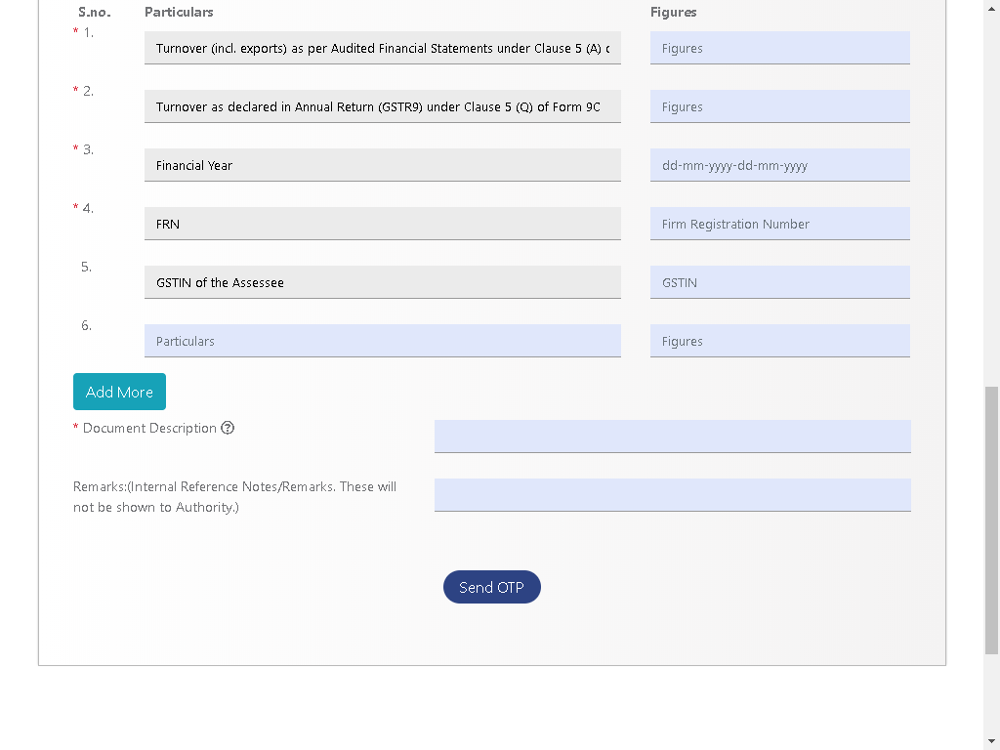 S.no. Particulars Figures
* 1. Turnover (incl. exports) as per Audited Financial Statements under Clause 5 (A) Figures
* 2. Turnover as declared in Annual Return (GSTR9) under Clause 5 (Q) of Form 9C Figures
* 3. Financial Year dd-mm-yyyy-dd-mm-yyyy
* 4. FRN Firm Registration Number
5. GSTIN of the Assessee GSTIN
6. Particulars Figures
Add More
* Document Description ?
Remarks:(Internal Reference Notes/Remarks. These will
not be shown to Authority.)
Send OTP